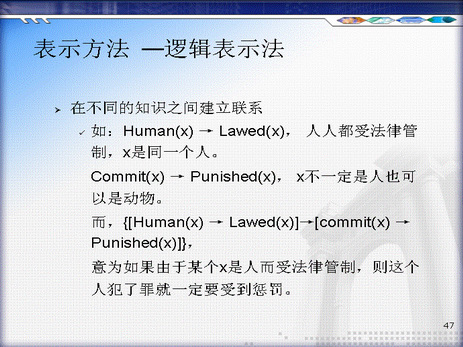 表示方法 —逻辑表示法
在不同的知识之间建立联系
如：Human(x) → Lawed(x)， 人人都受法律管
制，x是同一个人。
Commit(x) → Punished(x)， x不一定是人也可
以是动物。
而，{[Human(x) → Lawed(x)]→[commit(x) →
Punished(x)]}，
意为如果由于某个x是人而受法律管制，则这个
人犯了罪就一定要受到惩罚。
47